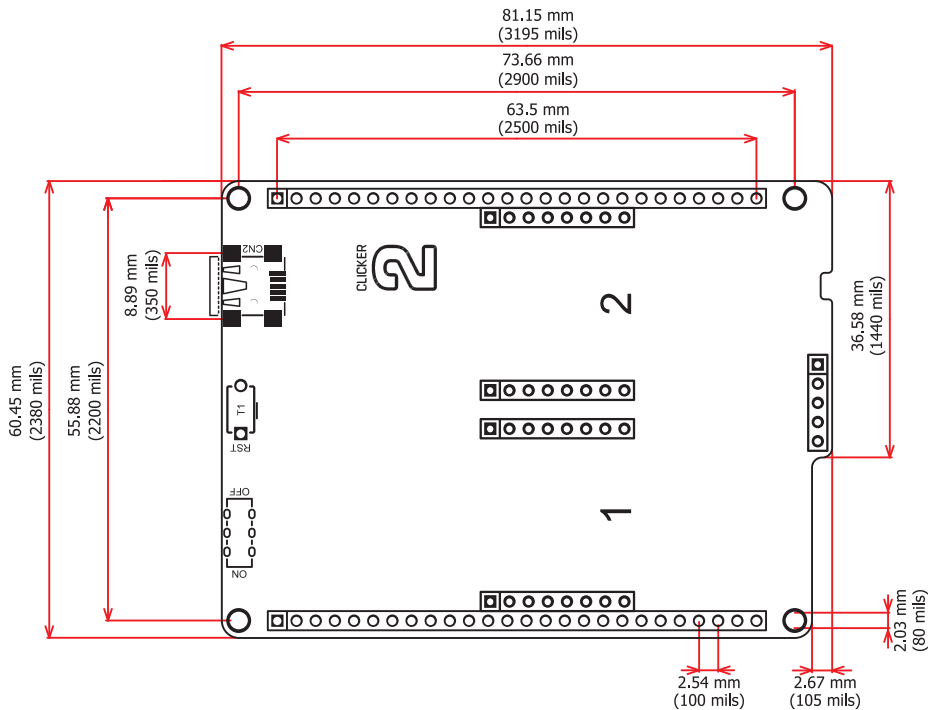 81.15 mm
(3195 mils)
73.66 mm
(2900 mils)
63.5 mm
(2500 mils)
CN2
CLICKER
2
8.89 mm
(350 mils)
2
36.58 mm
(1440 mils)
60.45 mm
(2380 mils)
55.88 mm
(2200 mils)
T1
RST
OFF
1
ON
2.03 mm
(80 mils)
2.54 mm
(100 mils)
2.67 mm
(105 mils)